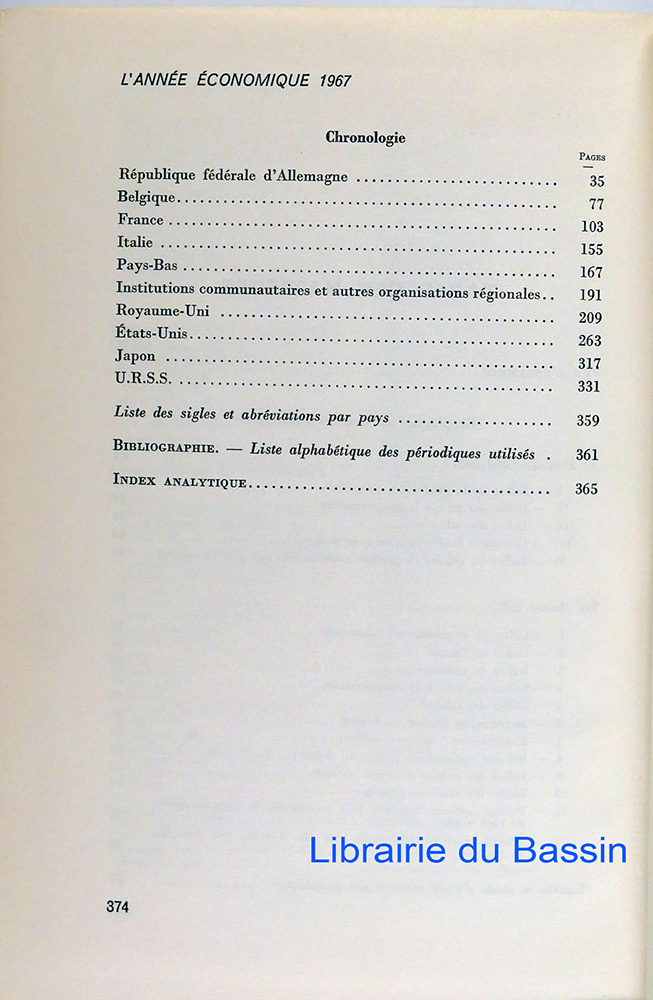 L'ANNÉE ÉCONOMIQUE 1967
Chronologie
PAGES
République fédérale d'Allemagne .......................... 35
Belgique.................................................. 77
France ................................................... 103
Italie ................................................... 155
Pays-Bas ................................................. 167
Institutions communautaires et autres organisations régionales.. 191
Royaume-Uni .............................................. 209
États-Unis................................................ 263
Japon .................................................... 317
U.R.S.S. ................................................. 331
Liste des sigles et abréviations par pays .................... 359
BIBLIOGRAPHIE. — Liste alphabétique des périodiques utilisés . 361
INDEX ANALYTIQUE....................................... 365
Librairie du Bassin
374